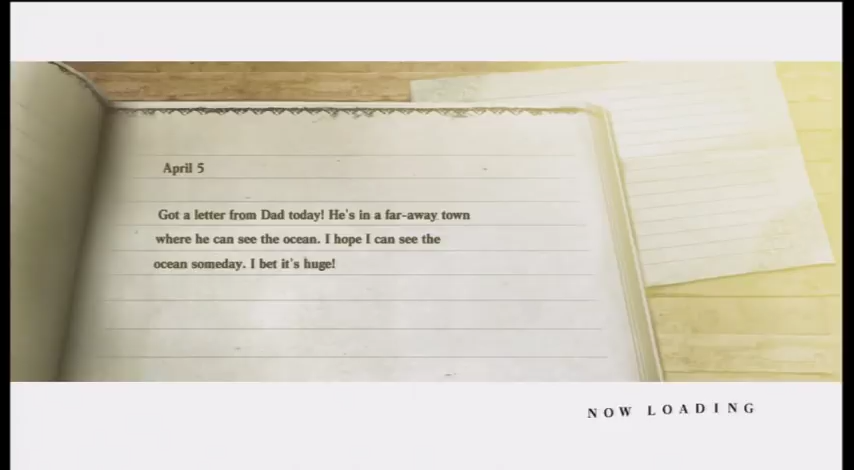 April 5
Got a letter from Dad today! He's in a far-away town
where he can see the ocean. I hope I can see the
ocean someday. I bet it's huge!
NOW LOADING